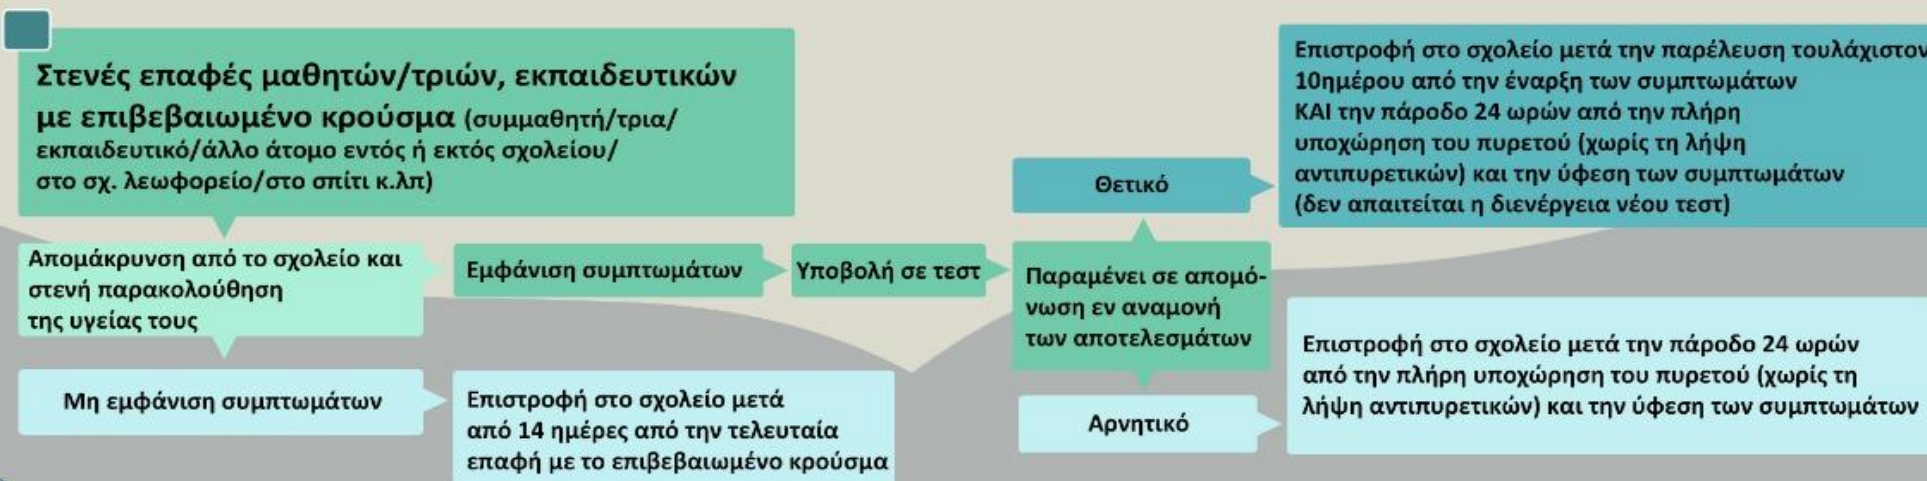 Στενές επαφές μαθητών/τριών, εκπαιδευτικών
με επιβεβαιωμένο κρούσμα (συμμαθητή/τρια/
εκπαιδευτικό/άλλο άτομο εντός ή εκτός σχολείου/
στο σχ. λεωφορείο/στο σπίτι κ.λπ)
Απομάκρυνση από το σχολείο και
στενή παρακολούθηση
της υγείας τους
Εμφάνιση συμπτωμάτων
Υποβολή σε τεστ
Παραμένει σε απομό-
νωση εν αναμονή
των αποτελεσμάτων
Θετικό
Επιστροφή στο σχολείο μετά την παρέλευση τουλάχιστον
10ημέρου από την έναρξη των συμπτωμάτων
ΚΑΙ την πάροδο 24 ωρών από την πλήρη
υποχώρηση του πυρετού (χωρίς τη λήψη
αντιπυρετικών) και την ύφεση των συμπτωμάτων
(δεν απαιτείται η διενέργεια νέου τεστ)
Αρνητικό
Επιστροφή στο σχολείο μετά την πάροδο 24 ωρών
από την πλήρη υποχώρηση του πυρετού (χωρίς τη
λήψη αντιπυρετικών) και την ύφεση των συμπτωμάτων
Μη εμφάνιση συμπτωμάτων
Επιστροφή στο σχολείο μετά
από 14 ημέρες από την τελευταία
επαφή με το επιβεβαιωμένο κρούσμα